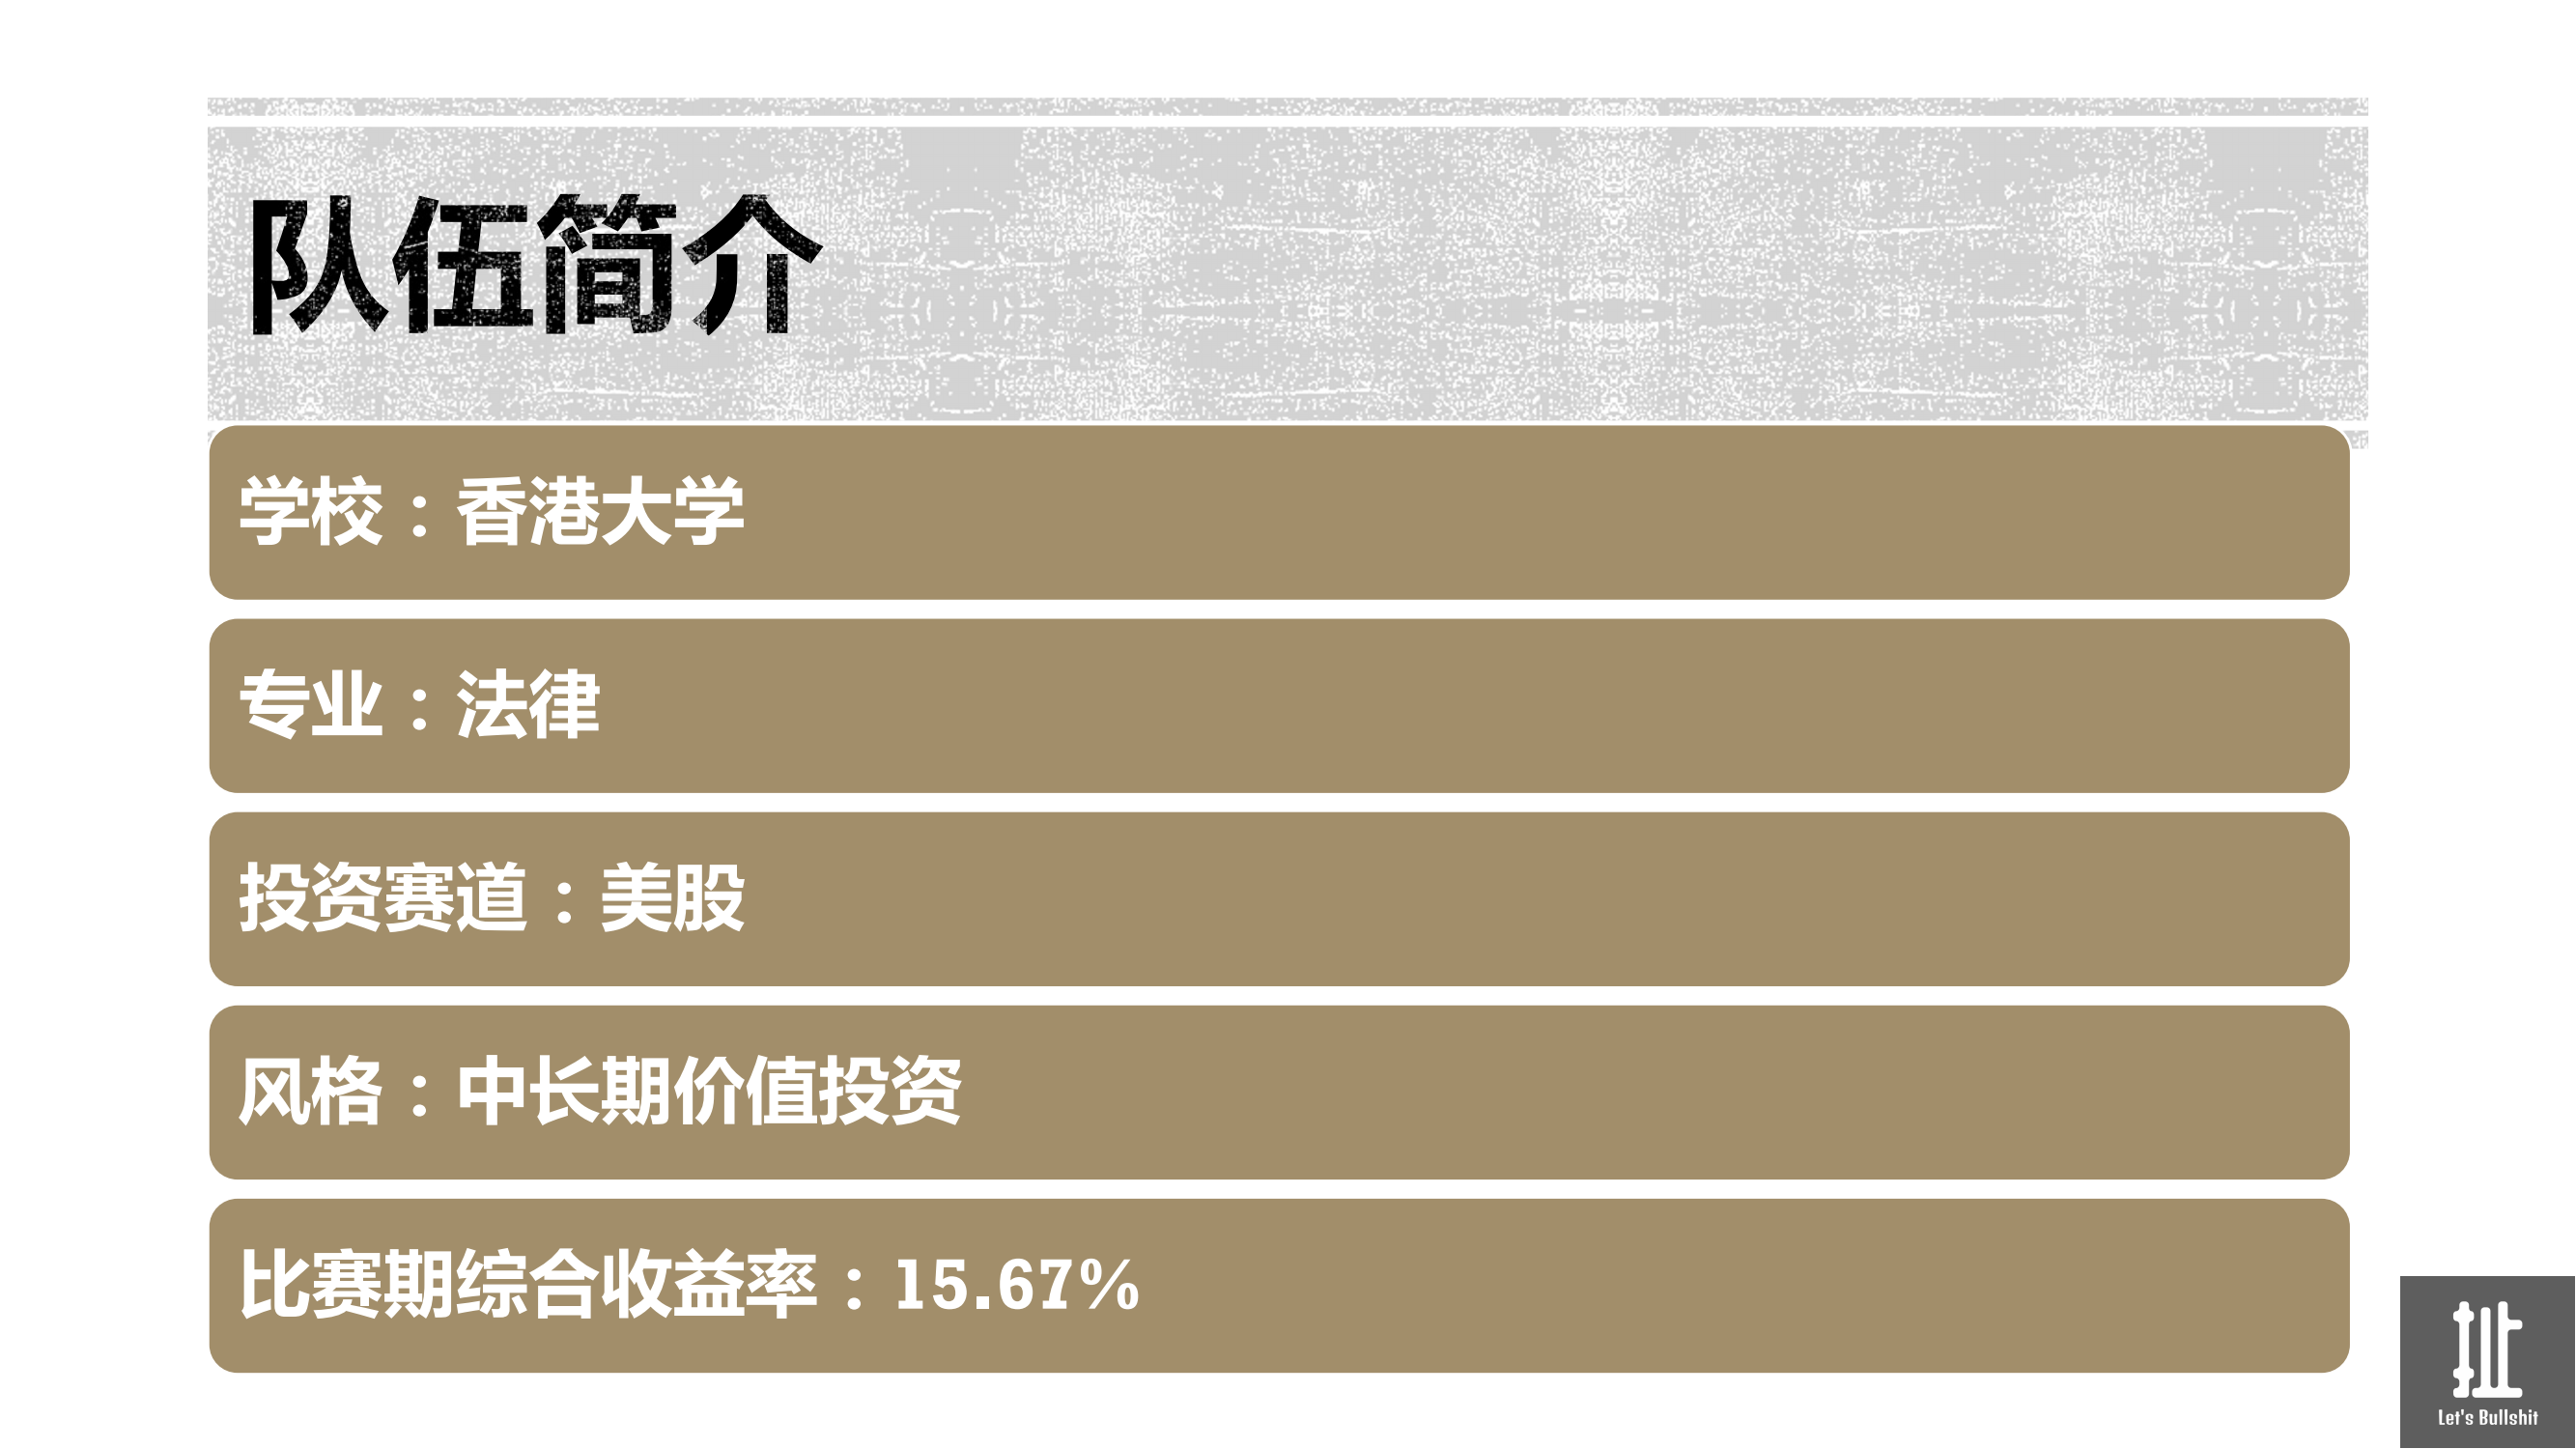 队伍简介
学校：香港大学
专业：法律
投资赛道：美股
风格：中长期价值投资
比赛期综合收益率：15.67%
Let's Bullshit